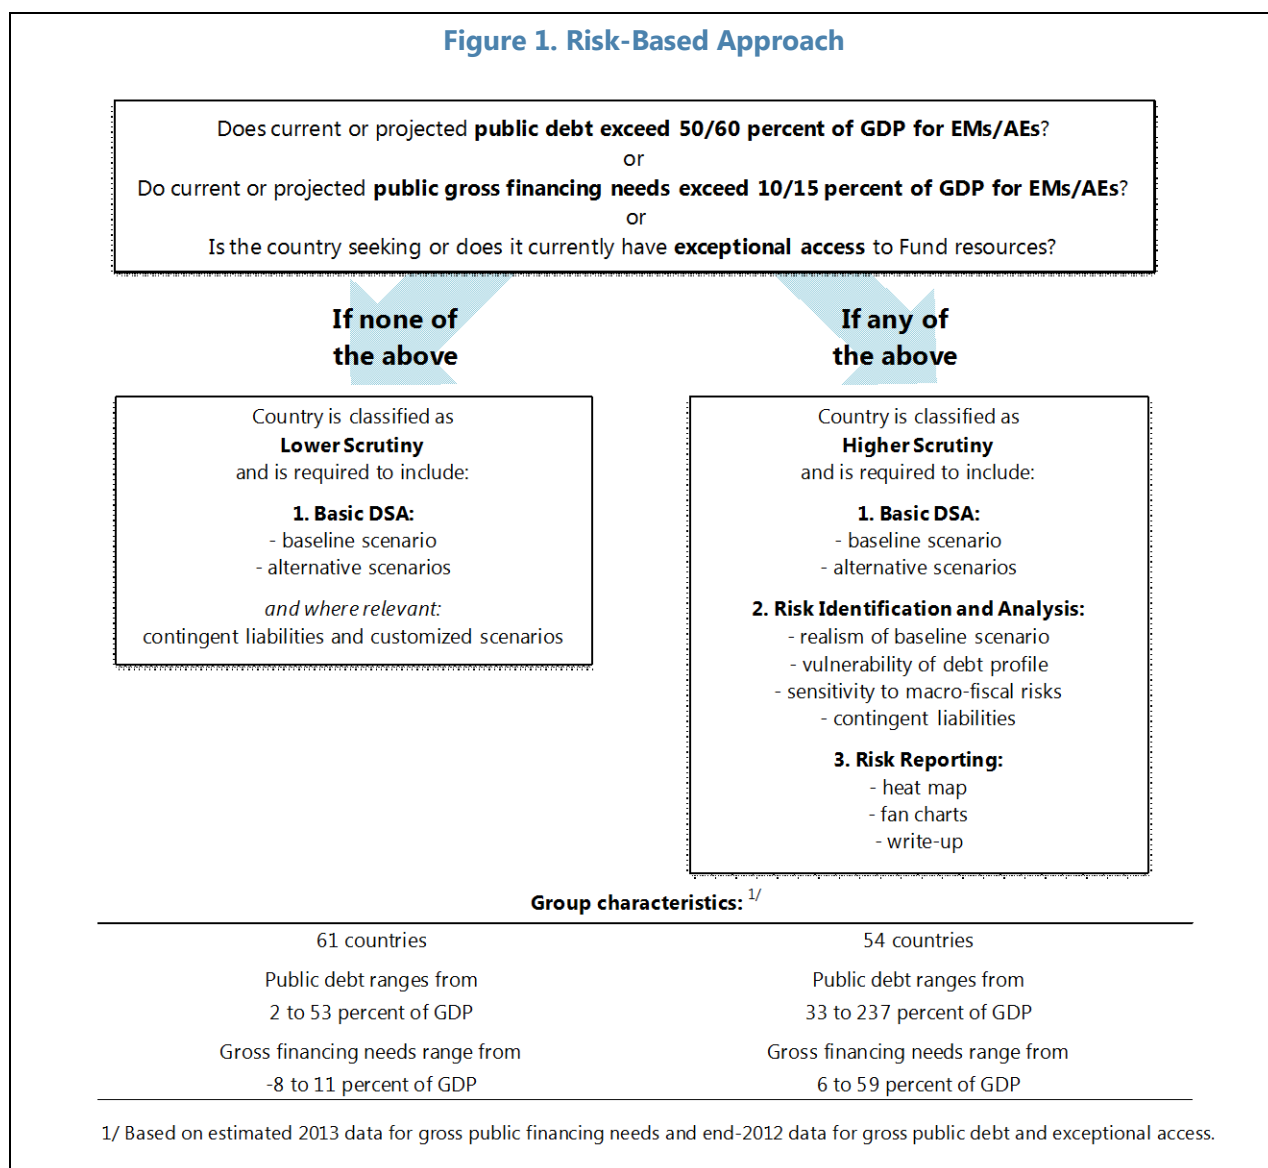 Figure 1. Risk-Based Approach
Does current or projected public debt exceed 50/60 percent of GDP for EMs/AEs?
or
Do current or projected public gross financing needs exceed 10/15 percent of GDP for EMs/AEs?
or
Is the country seeking or does it currently have exceptional access to Fund resources?
If none of
the above
If any of
the above
Country is classified as
Lower Scrutiny
and is required to include:
1. Basic DSA:
- baseline scenario
- alternative scenarios
and where relevant:
contingent liabilities and customized scenarios
Country is classified as
Higher Scrutiny
and is required to include:
1. Basic DSA:
- baseline scenario
- alternative scenarios
2. Risk Identification and Analysis:
- realism of baseline scenario
- vulnerability of debt profile
- sensitivity to macro-fiscal risks
- contingent liabilities
3. Risk Reporting:
- heat map
- fan charts
- write-up
Group characteristics: 1/
61 countries
Public debt ranges from
2 to 53 percent of GDP
Gross financing needs range from
-8 to 11 percent of GDP
54 countries
Public debt ranges from
33 to 237 percent of GDP
Gross financing needs range from
6 to 59 percent of GDP
1/ Based on estimated 2013 data for gross public financing needs and end-2012 data for gross public debt and exceptional access.